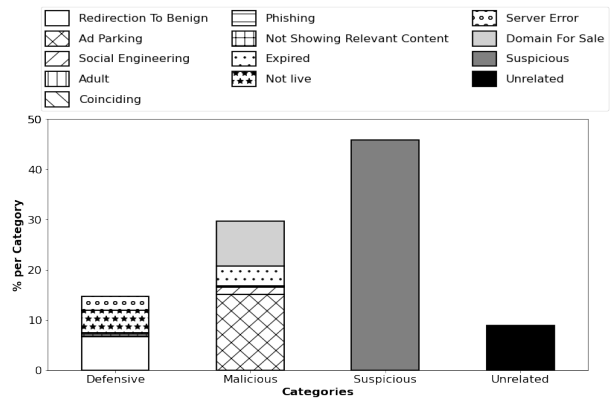 Redirection To Benign Phishing Server Error
Ad Parking Not Showing Relevant Content Domain For Sale
Social Engineering Expired Suspicious
Adult Not live Unrelated
Coinciding
50
40
30
20
10
0
% per Category
Defensive Malicious Suspicious Unrelated
Categories